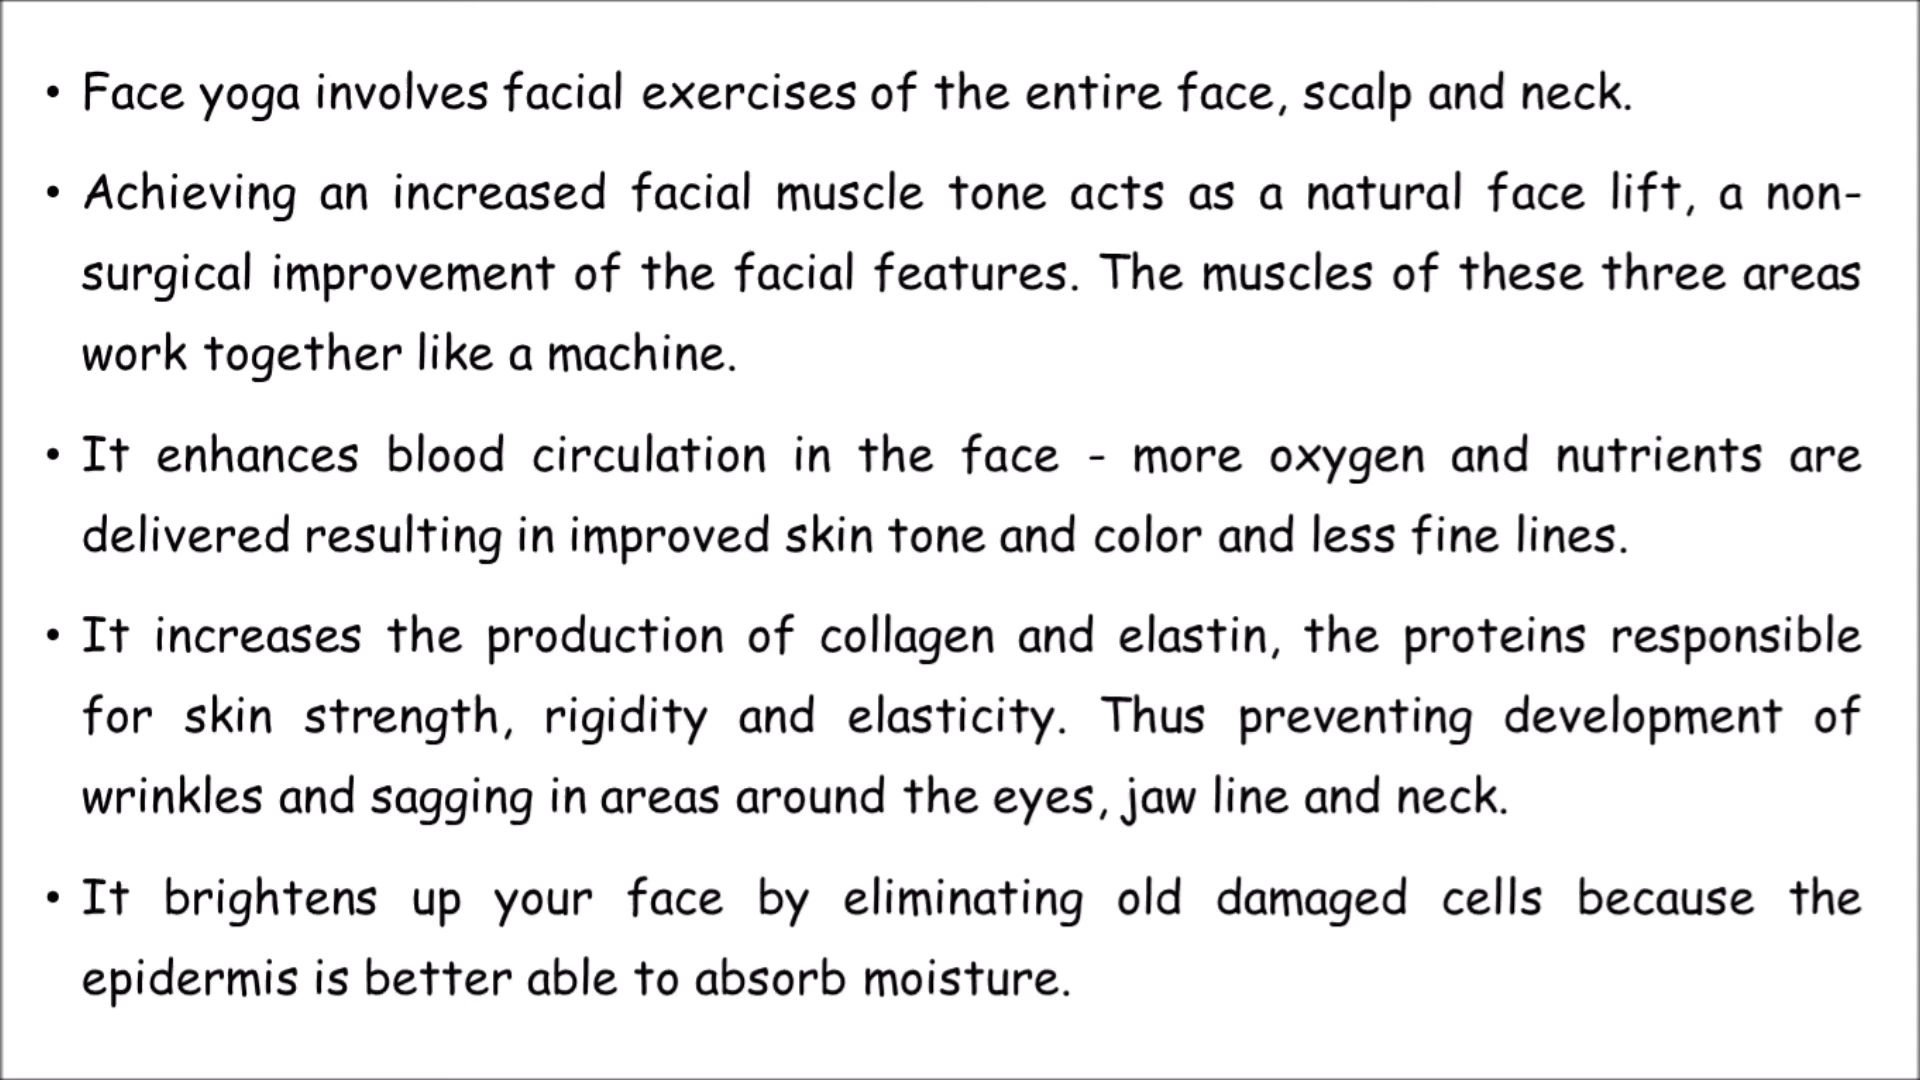 • Face yoga involves facial exercises of the entire face, scalp and neck.
• Achieving an increased facial muscle tone acts as a natural face lift, a non-
surgical improvement of the facial features. The muscles of these three areas
work together like a machine.
• It enhances blood circulation in the face - more oxygen and nutrients are
delivered resulting in improved skin tone and color and less fine lines.
• It increases the production of collagen and elastin, the proteins responsible
for skin strength, rigidity and elasticity. Thus preventing development of
wrinkles and sagging in areas around the eyes, jaw line and neck.
• It brightens up your face by eliminating old damaged cells because the
epidermis is better able to absorb moisture.